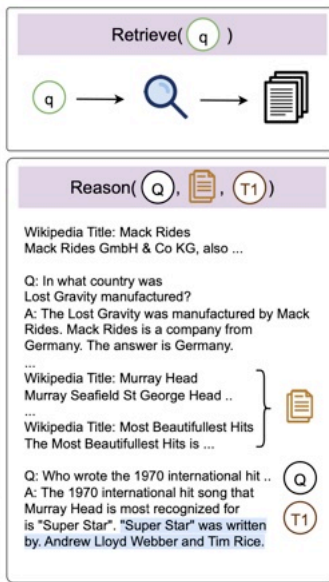 Retrieve( q )
q
Reason( Q, , T1 )
Wikipedia Title: Mack Rides
Mack Rides GmbH & Co KG, also ...
Q: In what country was
Lost Gravity manufactured?
A: The Lost Gravity was manufactured by Mack
Rides. Mack Rides is a company from
Germany. The answer is Germany.
...
Wikipedia Title: Murray Head
Murray Seafield St George Head ..
...
Wikipedia Title: Most Beautifullest Hits
The Most Beautifullest Hits is ...
Q: Who wrote the 1970 international hit ..
Q
A: The 1970 international hit song that
Murray Head is most recognized for
is "Super Star". "Super Star" was written
T1
by. Andrew Lloyd Webber and Tim Rice.